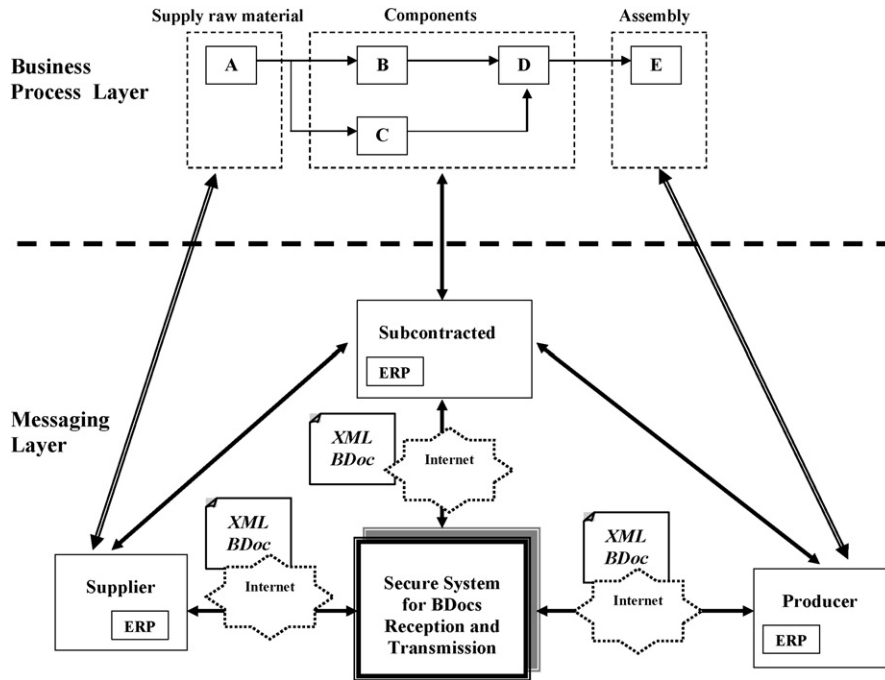 Supply raw material
Components
Assembly
Business
Process Layer
A
B
D
E
C
Subcontracted
ERP
Messaging
Layer
XML
BDoc
Internet
XML
BDoc
Internet
XML
BDoc
Internet
Supplier
ERP
Secure System
for BDocs
Reception and
Transmission
Producer
ERP